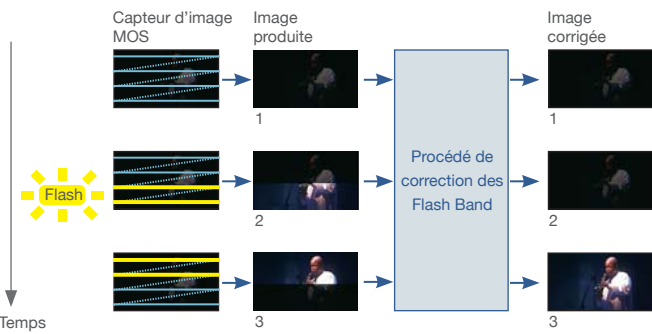 Capteur d'image
MOS
Image
produite
Image
corrigée
1
1
Flash
Procédé de
correction des
Flash Band
2
2
3
3
Temps